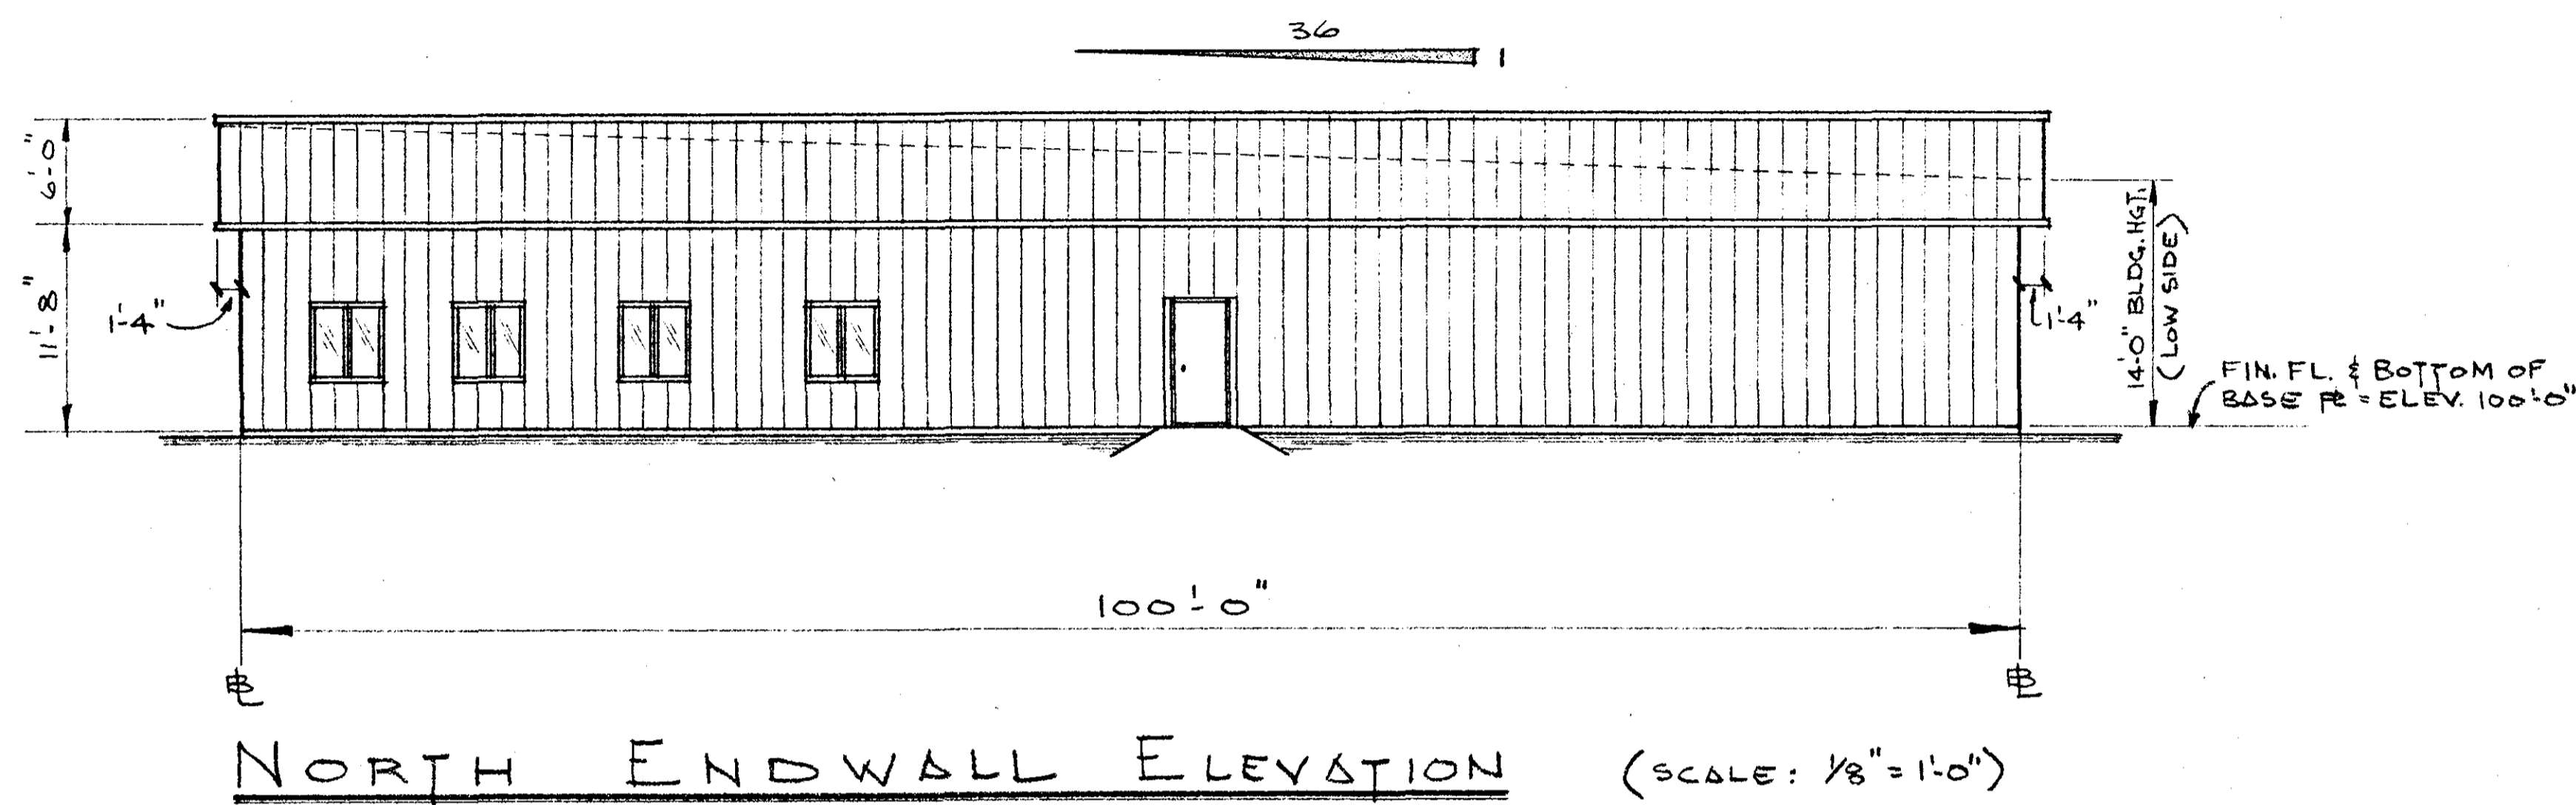 36
1
6'-0"
11'-8"
1'-4"
14'-0" BLDG. HGT.
(LOW SIDE)
1'-4"
FIN. FL. & BOTTOM OF
BASE PL = ELEV. 100'-0"
100'-0"
BL
BL
NORTH ENDWALL ELEVATION (SCALE: 1/8" = 1'-0")